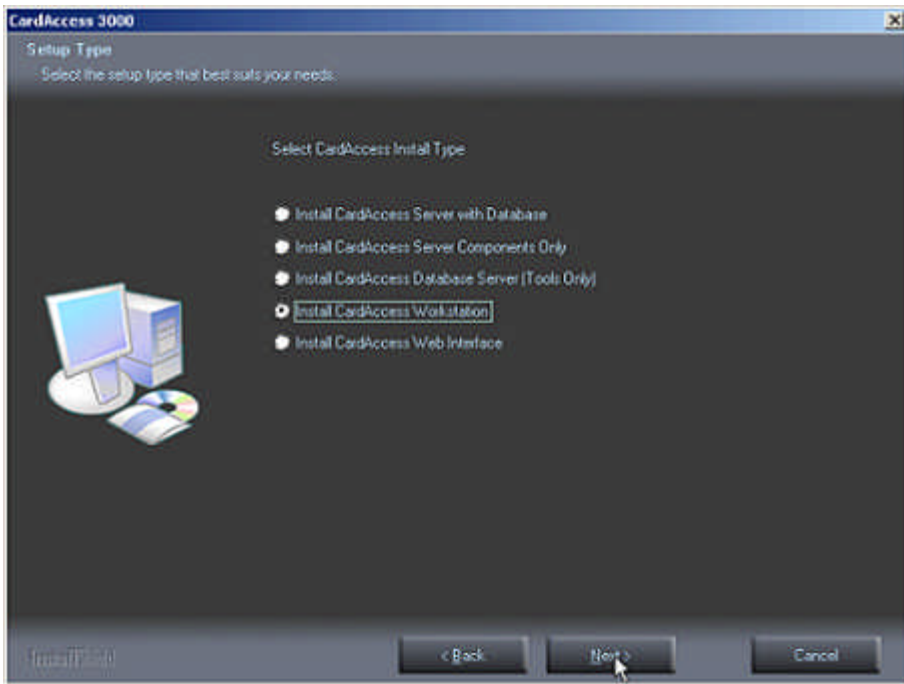 CardAccess 3000
Setup Type
Select the setup type that best suits your needs.
Select CardAccess Install Type
Install CardAccess Server with Database
Install CardAccess Server Components Only
Install CardAccess Database Server (Tools Only)
Install CardAccess Workstation
Install CardAccess Web Interface
InstallShield
< Back
Next >
Cancel